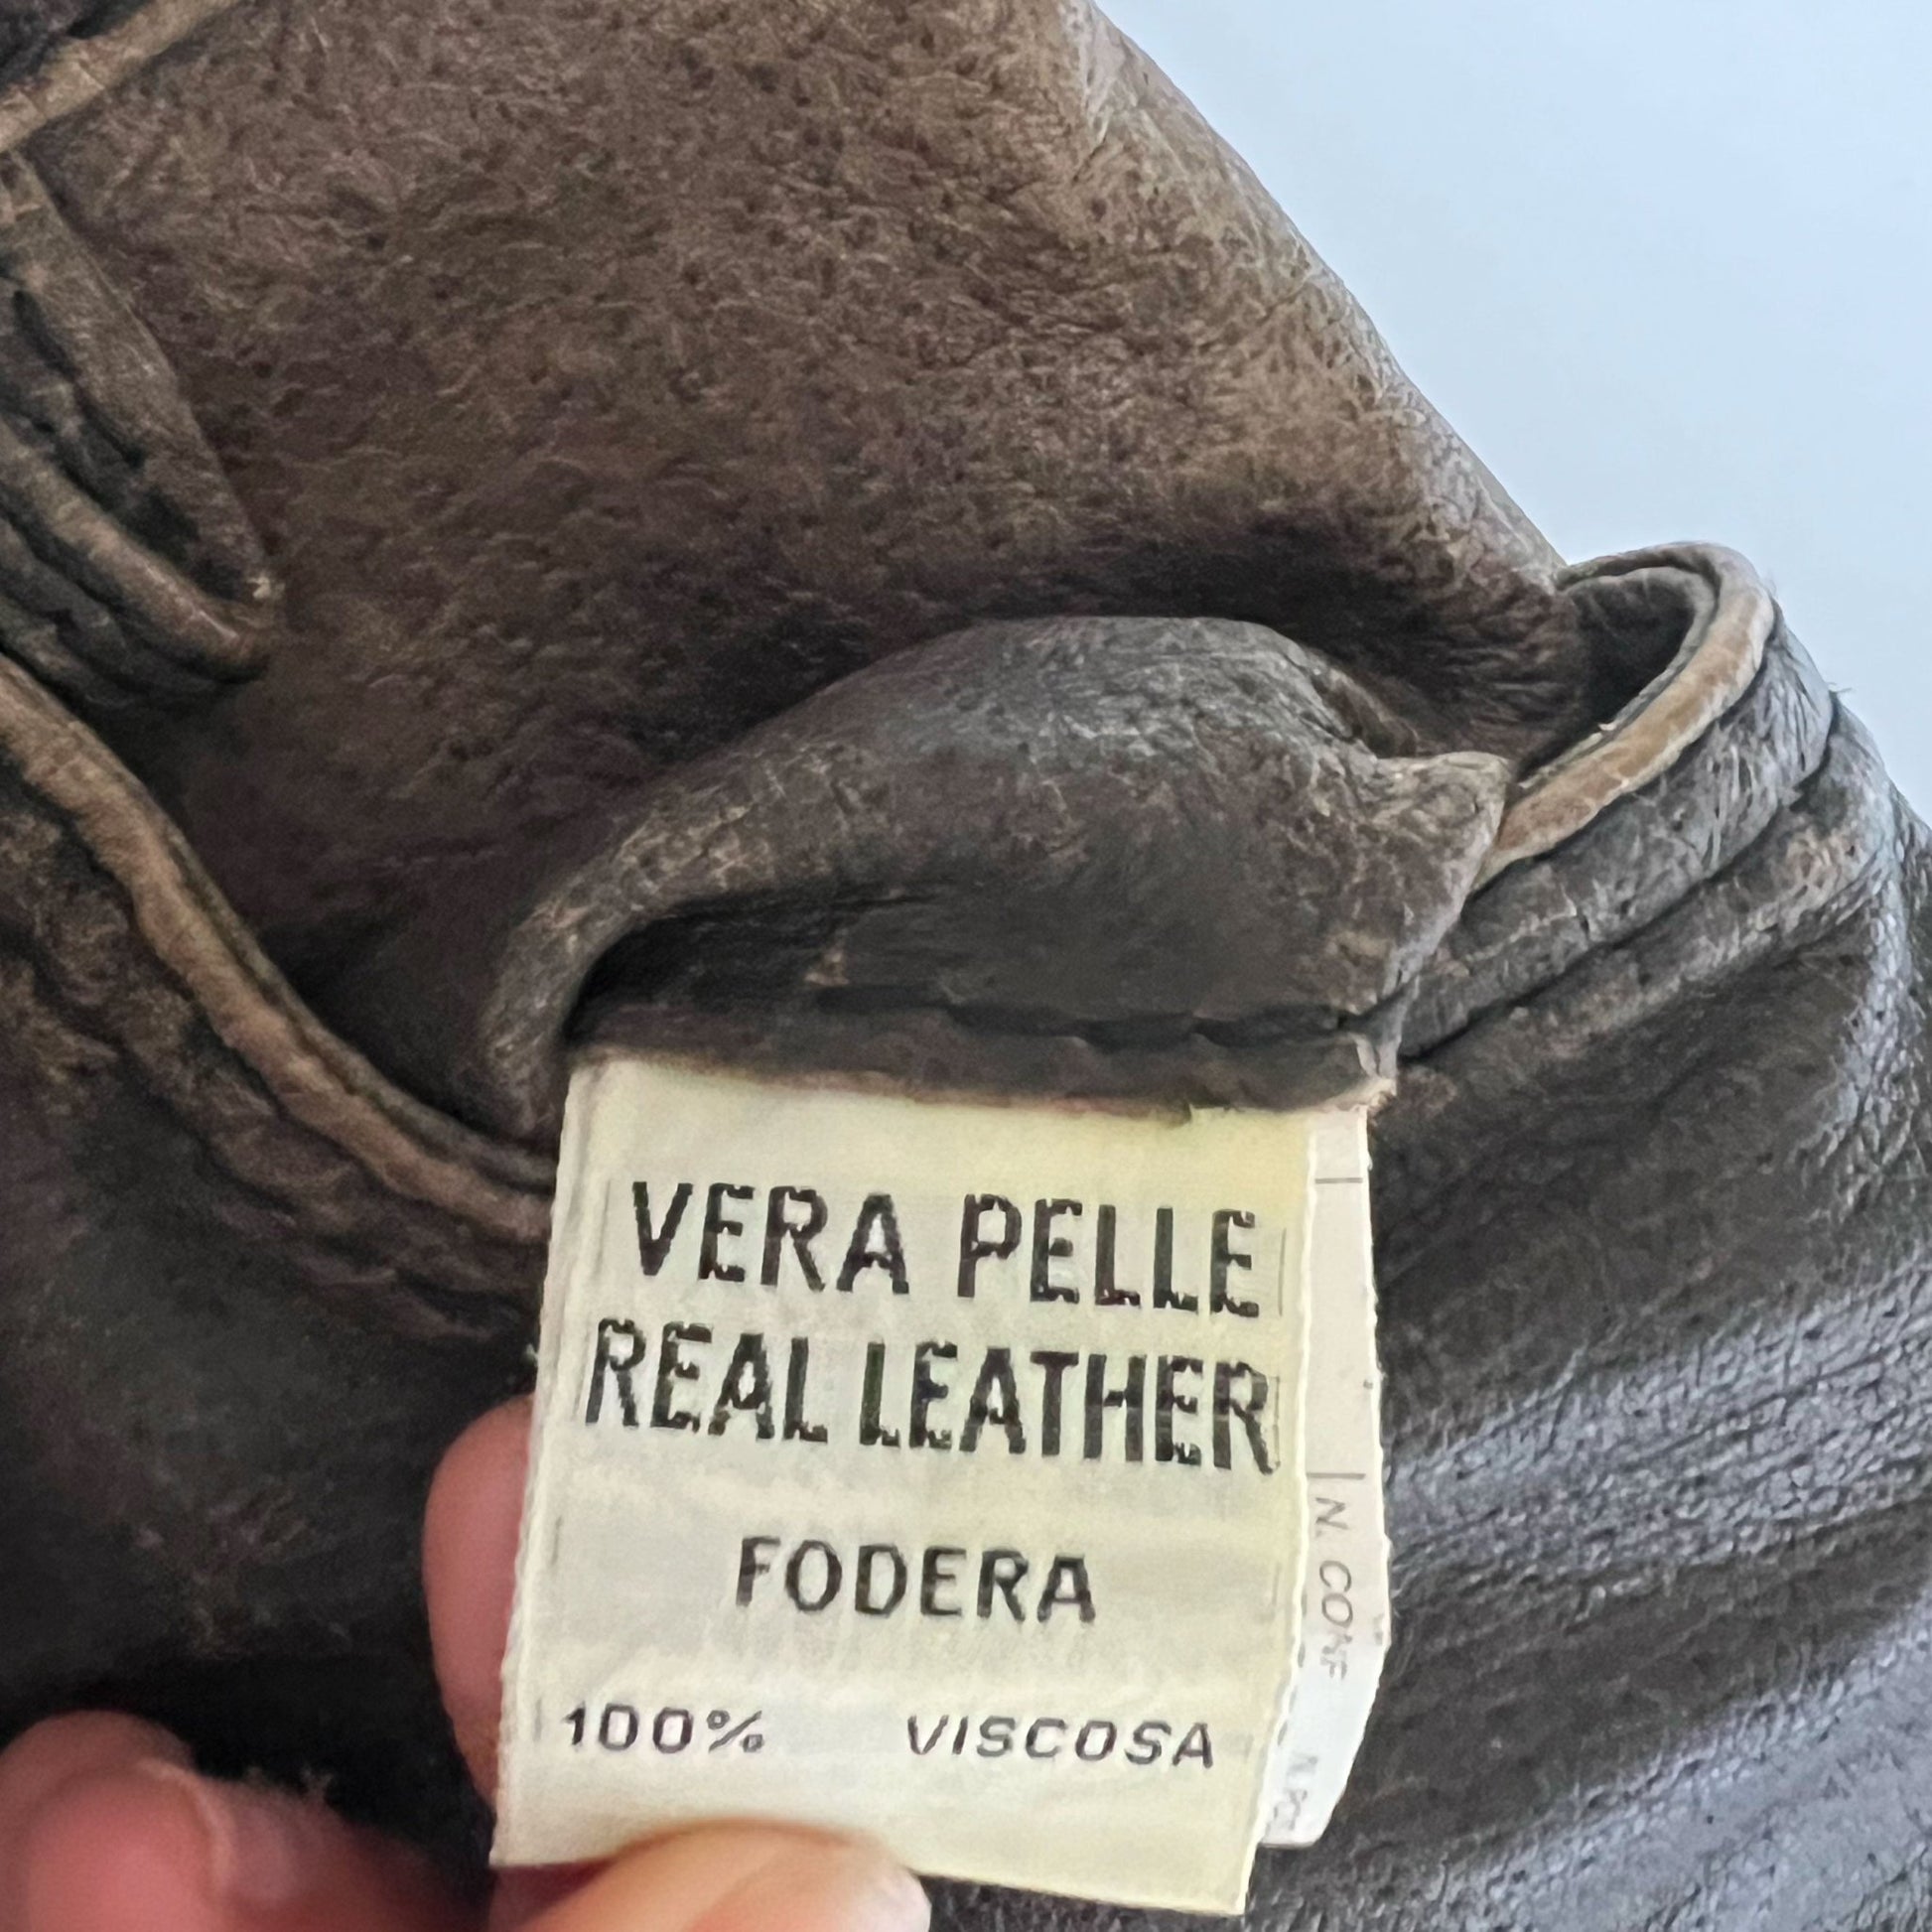 VERA PELLE
REAL LEATHER
FODERA
100% VISCOSA
N. CONF